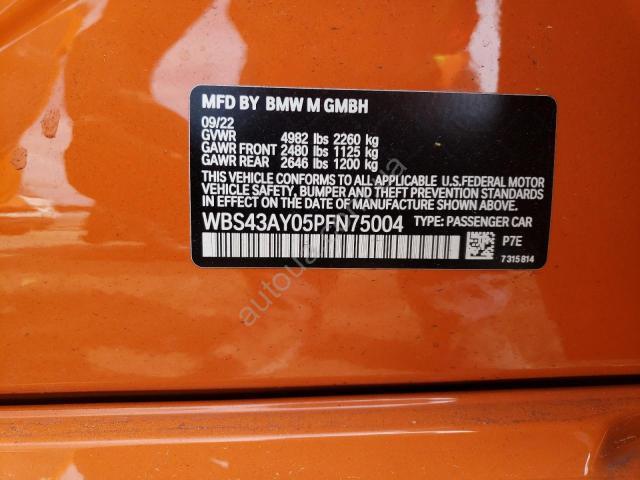 MFD BY BMW M GMBH
09/22
GVWR 4982 lbs 2260 kg
GAWR FRONT 2480 lbs 1125 kg
GAWR REAR 2646 lbs 1200 kg
THIS VEHICLE CONFORMS TO ALL APPLICABLE U.S.FEDERAL MOTOR
VEHICLE SAFETY, BUMPER AND THEFT PREVENTION STANDARDS
IN EFFECT ON THE DATE OF MANUFACTURE SHOWN ABOVE.
WBS43AY05PFN75004 TYPE: PASSENGER CAR
P7E
7315814